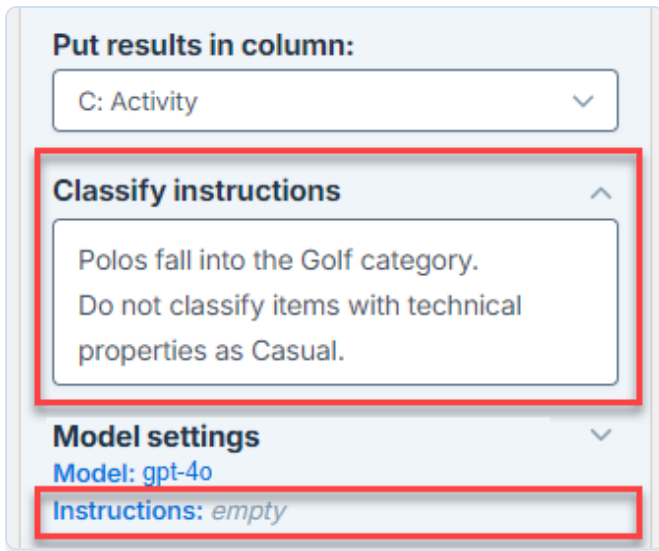 Put results in column:
C: Activity
Classify instructions
Polos fall into the Golf category.
Do not classify items with technical
properties as Casual.
Model settings
Model: gpt-4o
Instructions: empty